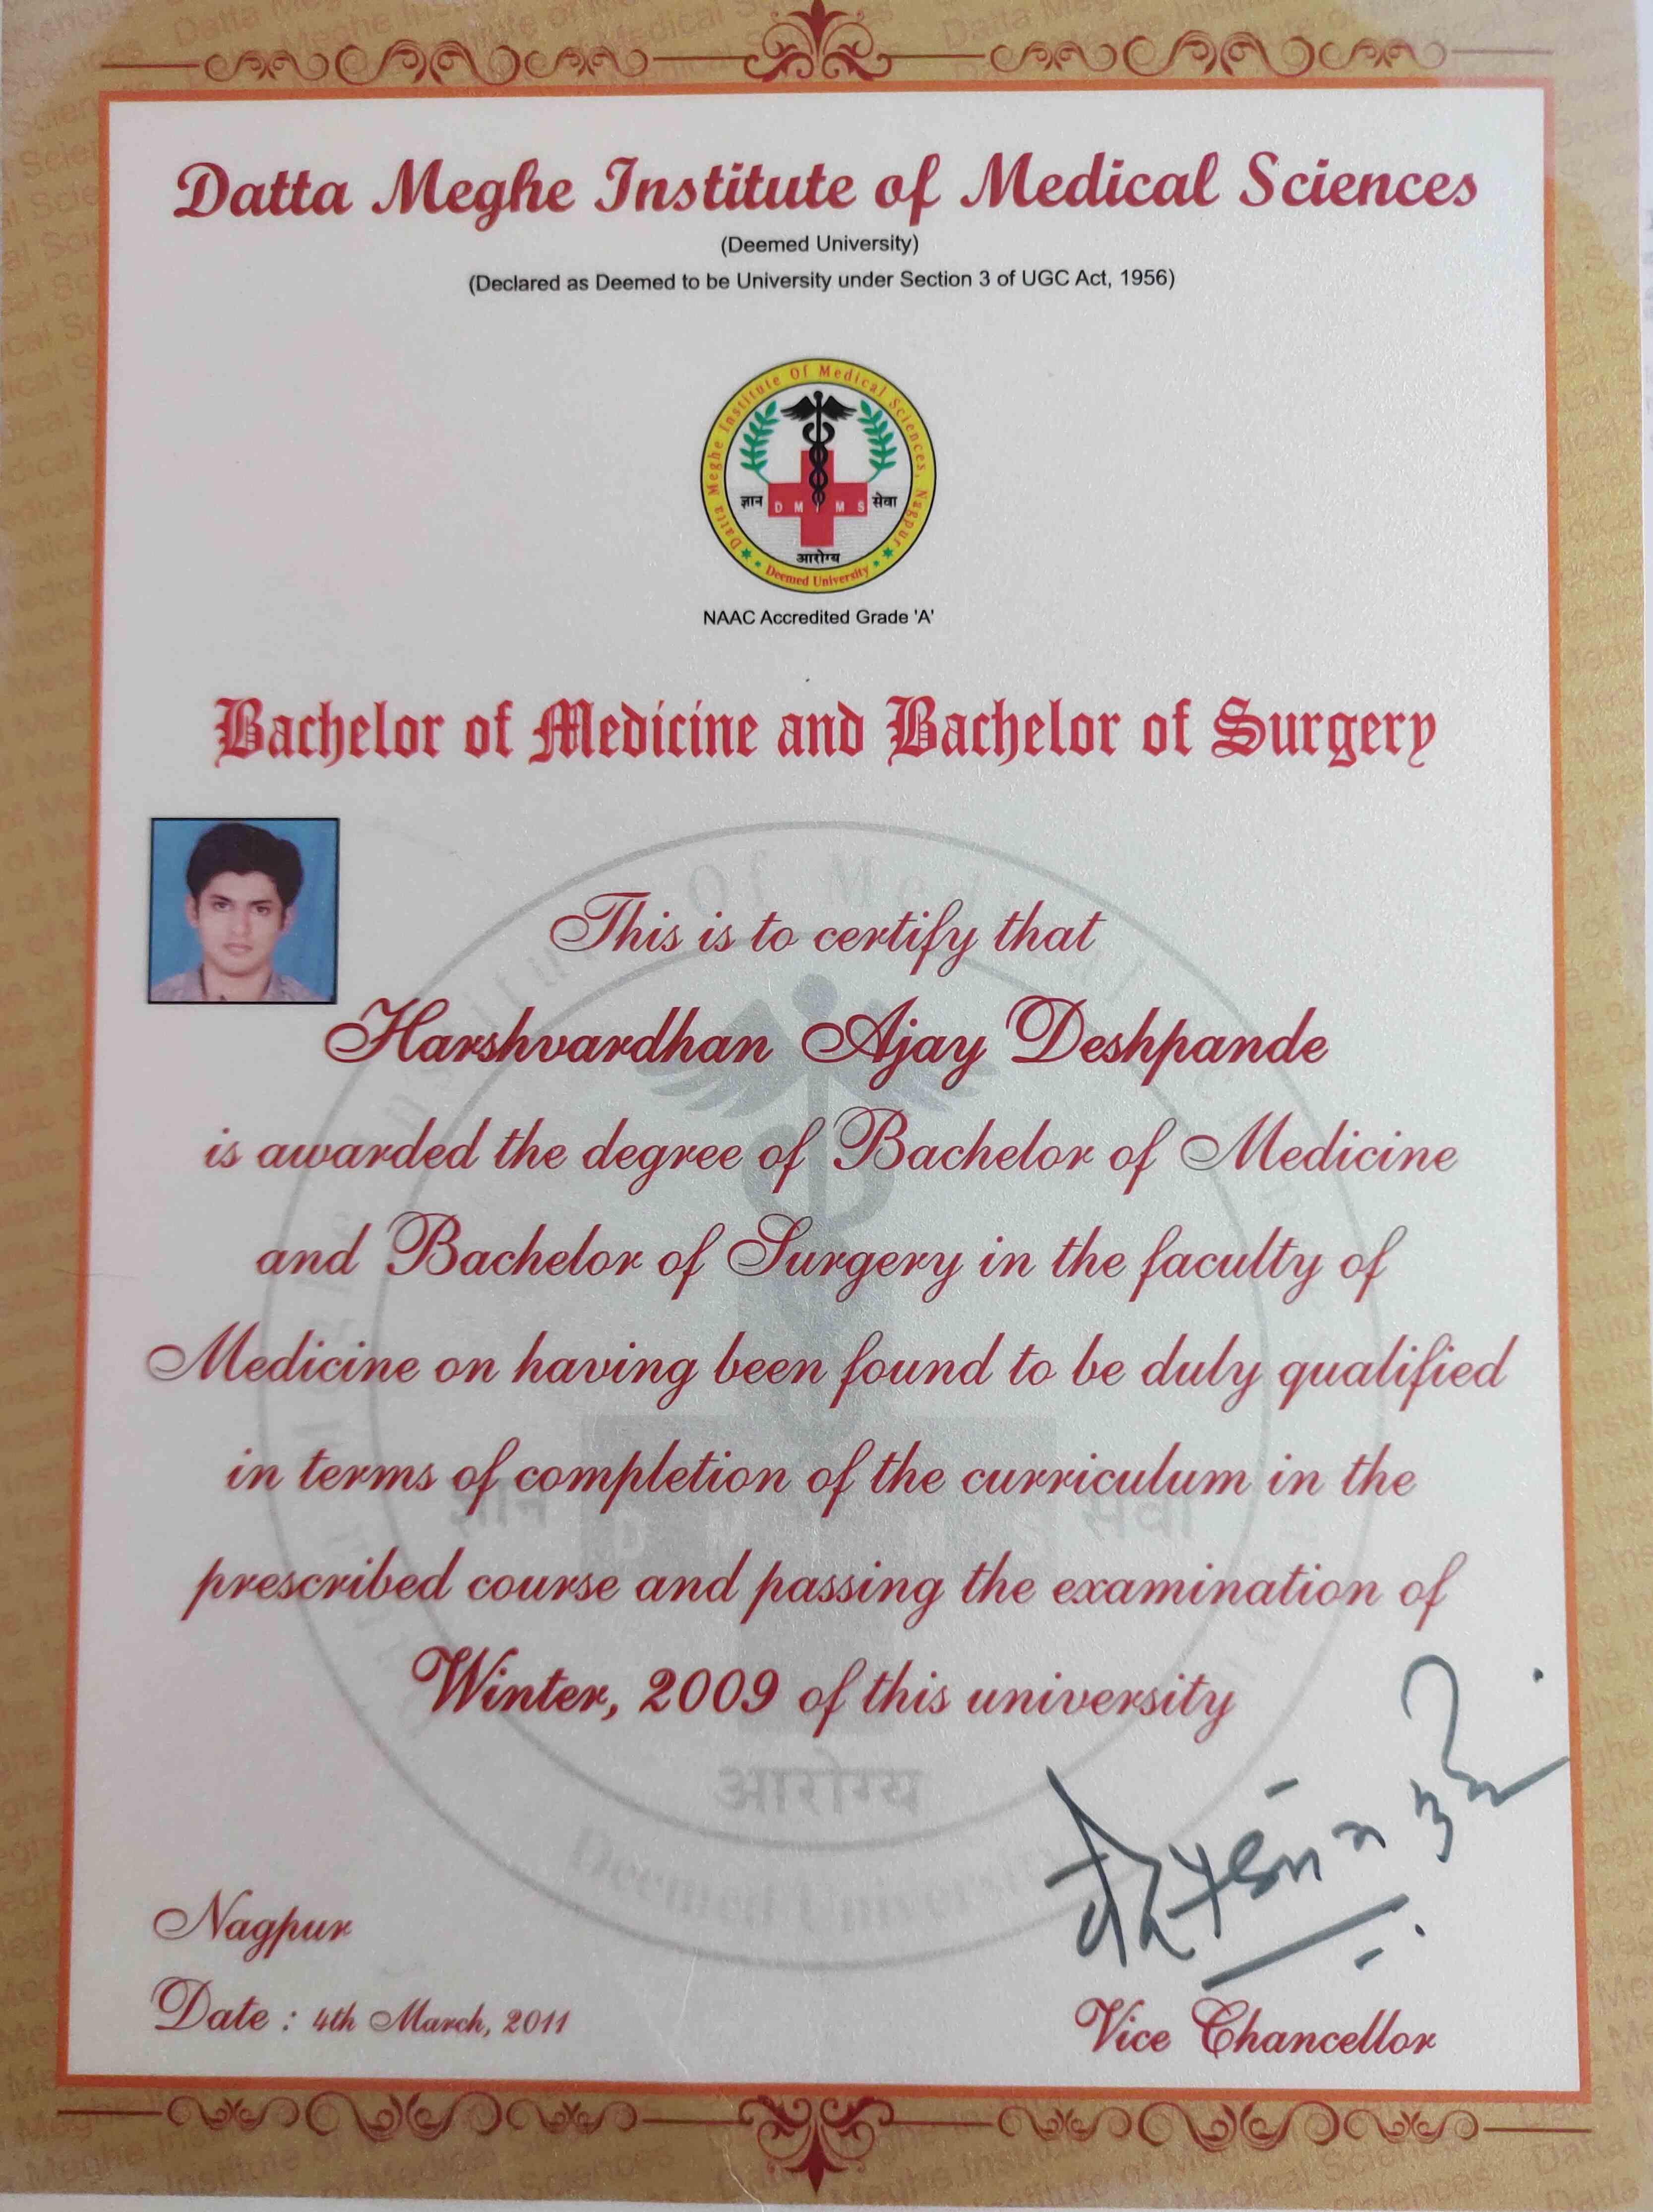 Datta Meghe Institute of Medical Sciences
(Deemed University)
(Declared as Deemed to be University under Section 3 of UGC Act, 1956)
Datta Meghe Institute Of Medical Sciences, Nagpur
ज्ञान DMIMS सेवा
आरोग्य
Deemed University
NAAC Accredited Grade 'A'
Bachelor of Medicine and Bachelor of Surgery
This is to certify that
Harshvardhan Ajay Deshpande
is awarded the degree of Bachelor of Medicine
and Bachelor of Surgery in the faculty of
Medicine on having been found to be duly qualified
in terms of completion of the curriculum in the
ज्ञान DMIMS सेवा
prescribed course and passing the examination of
Winter, 2009 of this university
आरोग्य
Deemed University
Nagpur
Date : 4th March, 2011
Vice Chancellor